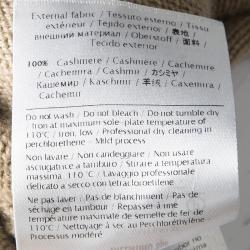 External fabric / Tessuto esterno / Tissu
extérieur / Tejido externo / Tecido externo /
внешний материал / Oberstoff / 表地 / 面料 /
Tecido exterior
100% Cashmere / Cashmere / Cachemire /
Cachemira / Cashmir / カシミヤ /
Кашемир / Kaschmir / 羊绒 / Caxemira /
Cachemir
Do not wash / Do not bleach / Do not tumble dry
/ Iron at maximum sole-plate temperature of
110°C / Iron, low / Professional dry cleaning in
perchlorethene - Mild process
Non lavare / Non candeggiare / Non usare
asciugatura a tamburo / Stirare a temperatura
massima 110°C / Lavaggio professionale
delicato a secco con tetracloroetilene
Ne pas laver / Pas de blanchiment / Pas de
séchage en tambour / Repasser à une
température maximale de semelle de fer de
110°C / Nettoyage à sec au Perchloréthylène /
Processus modéré